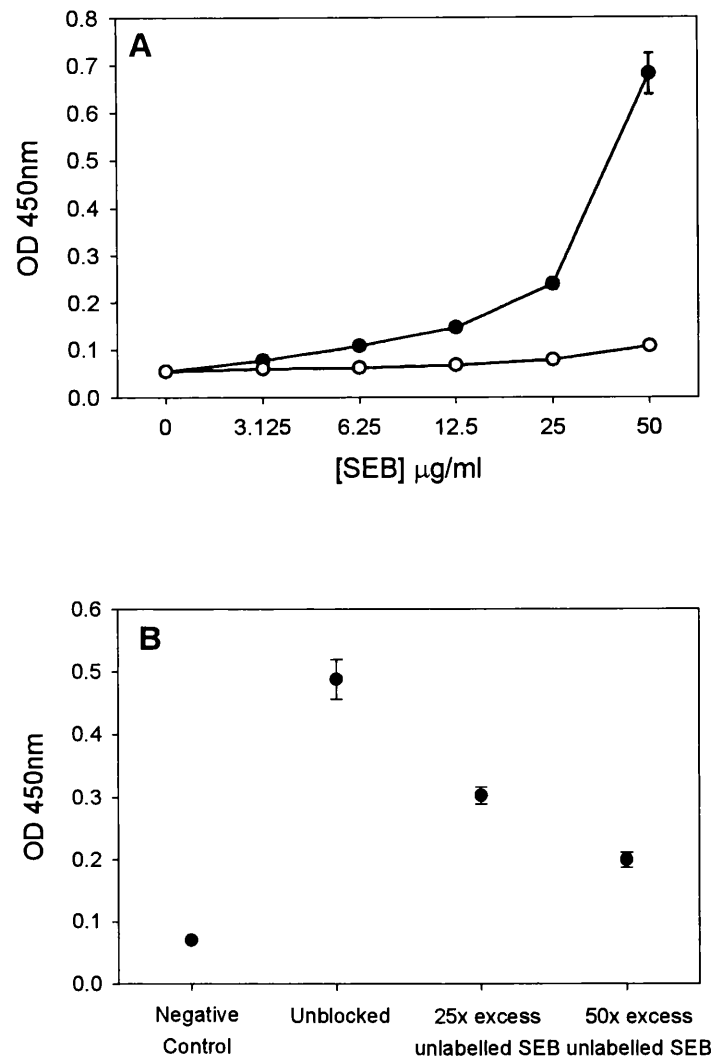 A
0.8
0.7
0.6
0.5
0.4
0.3
0.2
0.1
0.0
OD 450nm
0 3.125 6.25 12.5 25 50
[SEB] μg/ml
B
0.6
0.5
0.4
0.3
0.2
0.1
0.0
OD 450nm
Negative Unblocked 25x excess 50x excess
Control unlabelled SEB unlabelled SEB